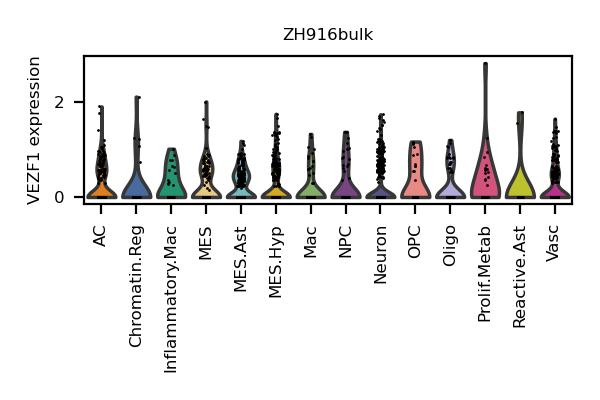 ZH916bulk
VEZF1 expression
2
0
AC
Chromatin.Reg
Inflammatory.Mac
MES
MES.Ast
MES.Hyp
Mac
NPC
Neuron
OPC
Oligo
Prolif.Metab
Reactive.Ast
Vasc